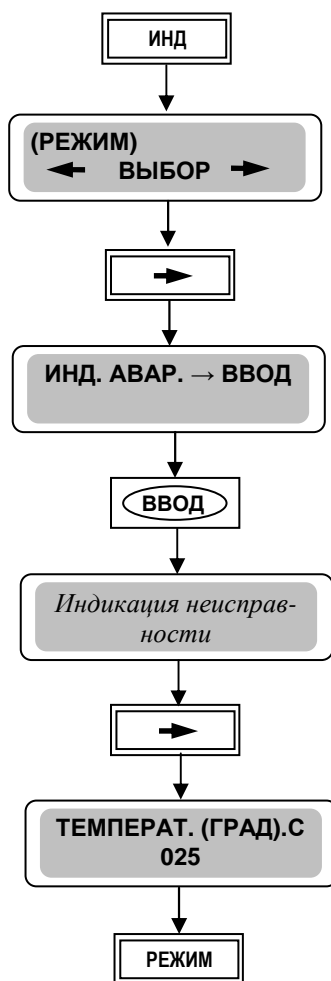 ИНД
(РЕЖИМ)
← ВЫБОР →
→
ИНД. АВАР. → ВВОД
ВВОД
Индикация неисправ-
ности
→
ТЕМПЕРАТ. (ГРАД).С
025
РЕЖИМ